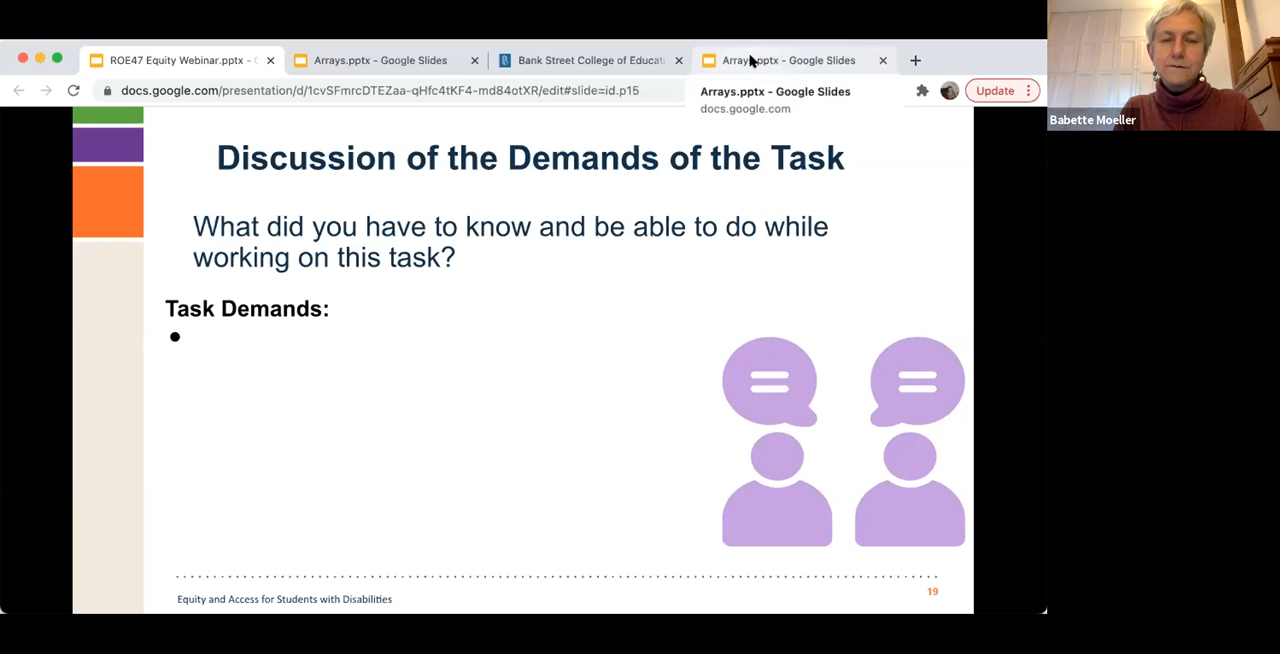 ROE47 Equity Webinar.pptx -
Arrays.pptx - Google Slides
Bank Street College of Educat
pptx - Google Slides
docs.google.com/presentation/d/1cvSFmrcDTEZaa-qHfc4tKF4-md84otXR/edit#slide=id.p15
Arrays.pptx - Google Slides
docs.google.com
Update
Babette Moeller
Discussion of the Demands of the Task
What did you have to know and be able to do while
working on this task?
Task Demands:
Equity and Access for Students with Disabilities
19